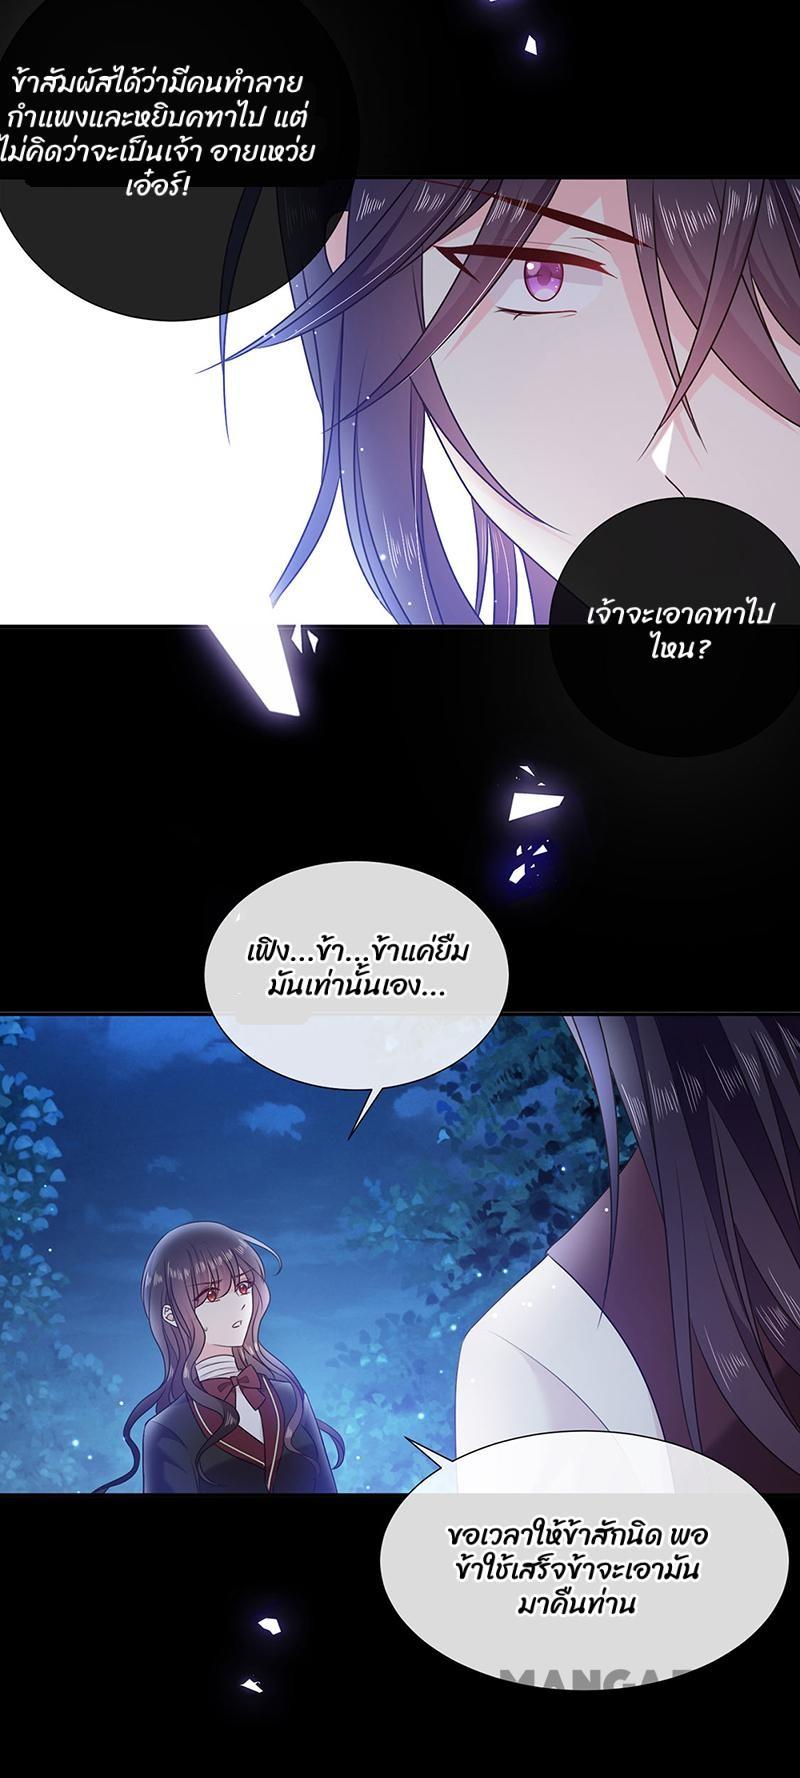 ข้าสัมผัสได้ว่ามีคนทำลาย
กำแพงและหยิบคฑาไป แต่
ไม่คิดว่าจะเป็นเจ้า อายเหว่ย
เอ๋อร์!
เจ้าจะเอาคฑาไป
ไหน?
เฟิง...ข้า...ข้าแค่ยืม
มันเท่านั้นเอง...
ขอเวลาให้ข้าสักนิด พอ
ข้าใช้เสร็จข้าจะเอามัน
มาคืนท่าน